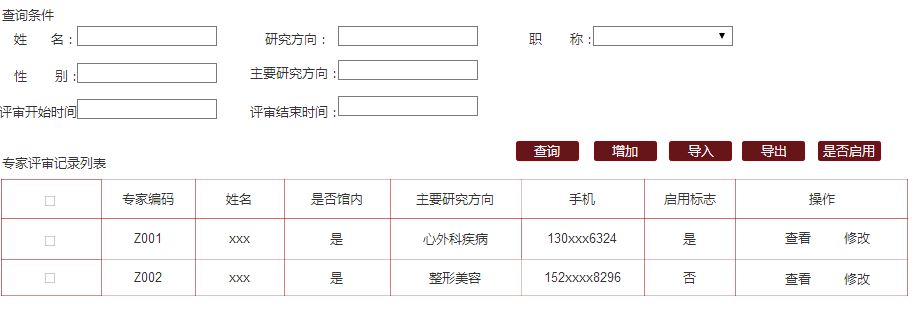 查询条件
姓 名： 研究方向： 职 称：
性 别： 主要研究方向：
评审开始时间 评审结束时间：
查询 增加 导入 导出 是否启用
专家评审记录列表
专家编码 姓名 是否馆内 主要研究方向 手机 启用标志 操作
Z001 xxx 是 心外科疾病 130xxx6324 是 查看 修改
Z002 xxx 是 整形美容 152xxxx8296 否 查看 修改